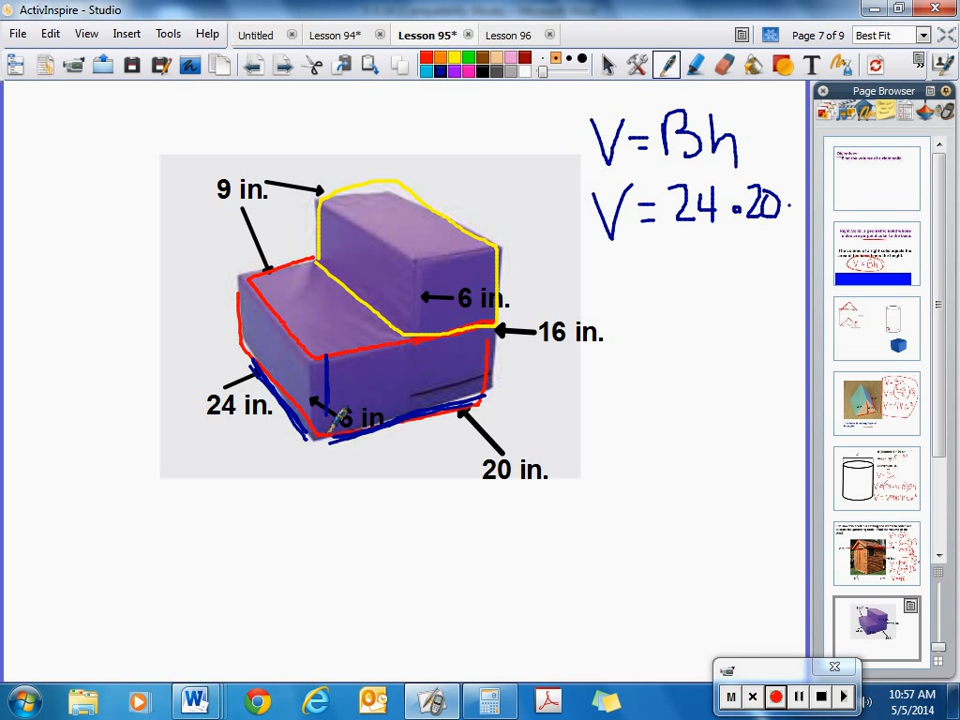 ActivInspire - Studio
File Edit View Insert Tools Help
Untitled
Lesson 94*
Lesson 95*
Lesson 96
Page 7 of 9
Best Fit
Page Browser
V = Bh
V = 24 · 20 ·
9 in.
6 in.
16 in.
24 in.
6 in
20 in.
V = Bh
M
10:57 AM
5/5/2014